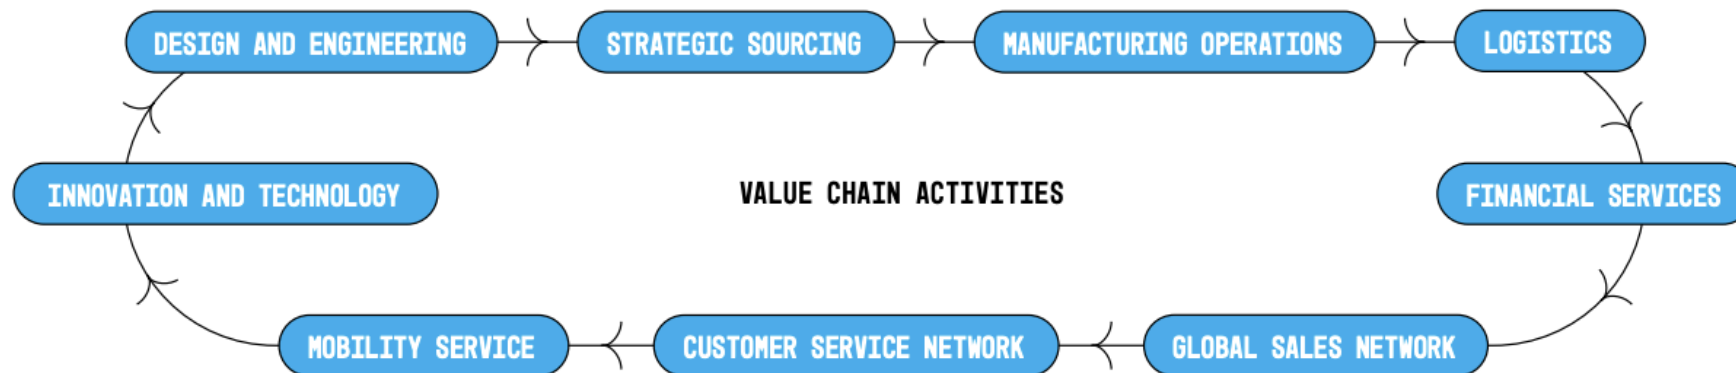 DESIGN AND ENGINEERING
STRATEGIC SOURCING
MANUFACTURING OPERATIONS
LOGISTICS
INNOVATION AND TECHNOLOGY
VALUE CHAIN ACTIVITIES
FINANCIAL SERVICES
MOBILITY SERVICE
CUSTOMER SERVICE NETWORK
GLOBAL SALES NETWORK